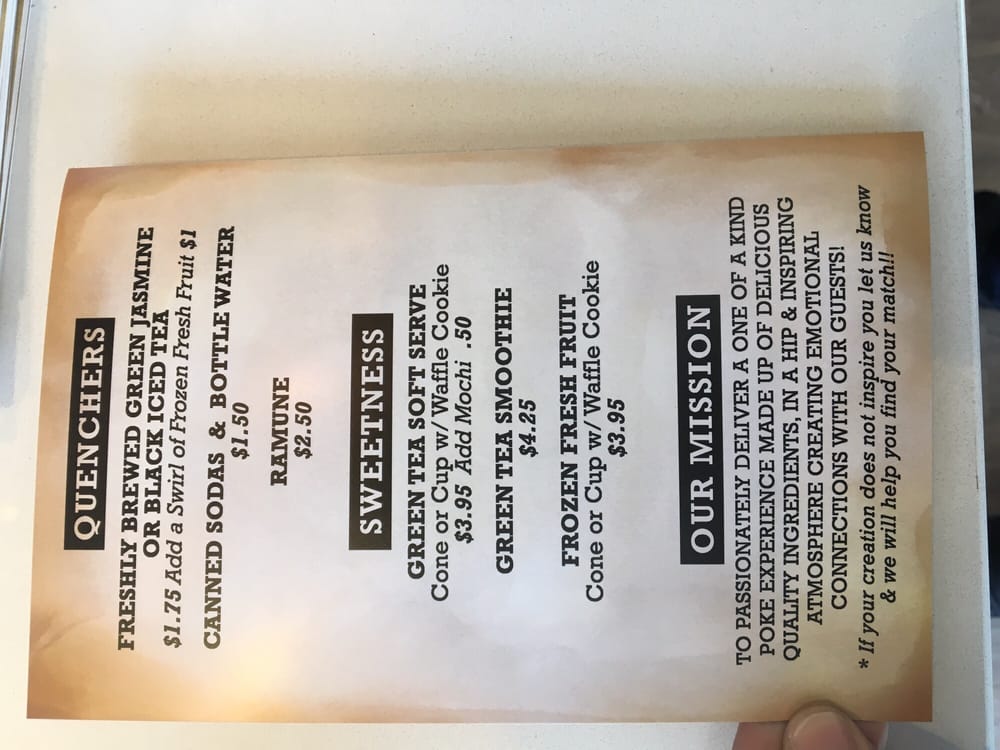 QUENCHERS
FRESHLY BREWED GREEN JASMINE
OR BLACK ICED TEA
$1.75 Add a Swirl of Frozen Fresh Fruit $1
CANNED SODAS & BOTTLE WATER
$1.50
RAMUNE
$2.50
SWEETNESS
GREEN TEA SOFT SERVE
Cone or Cup w/ Waffle Cookie
$3.95 Add Mochi .50
GREEN TEA SMOOTHIE
$4.25
FROZEN FRESH FRUIT
Cone or Cup w/ Waffle Cookie
$3.95
OUR MISSION
TO PASSIONATELY DELIVER A ONE OF A KIND
POKE EXPERIENCE MADE UP OF DELICIOUS
QUALITY INGREDIENTS, IN A HIP & INSPIRING
ATMOSPHERE CREATING EMOTIONAL
CONNECTIONS WITH OUR GUESTS!
* If your creation does not inspire you let us know
& we will help you find your match!!